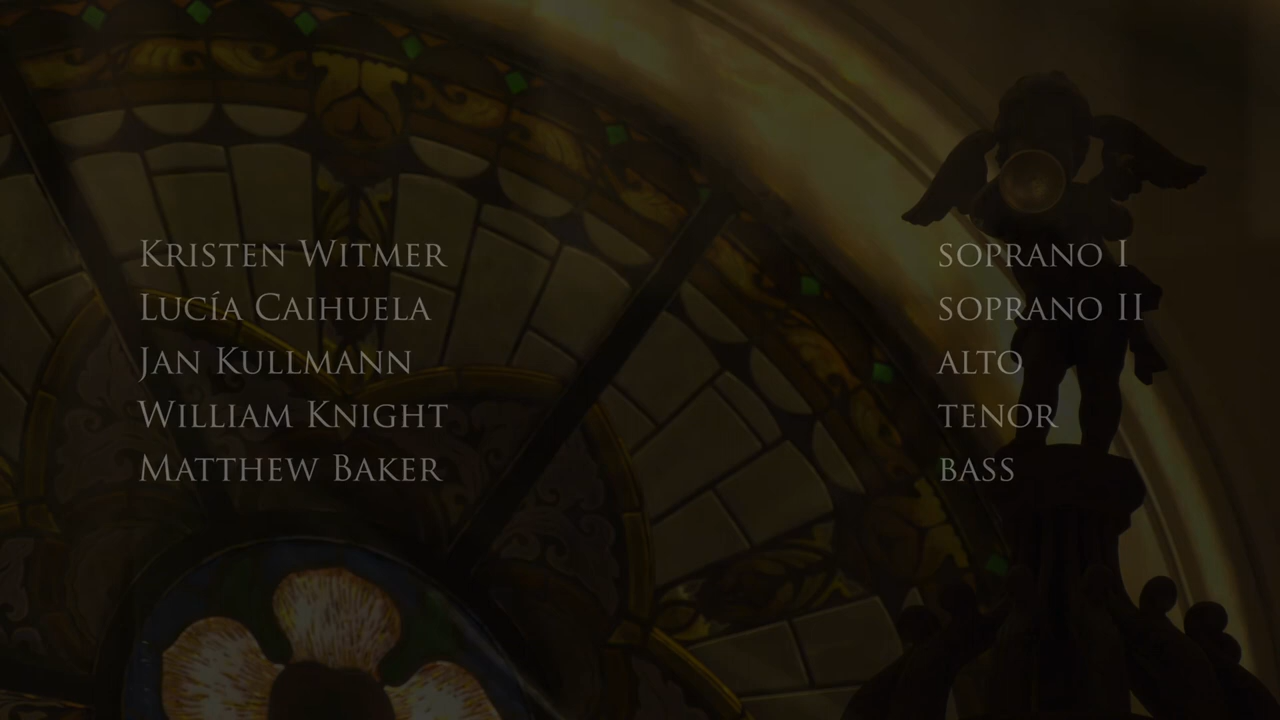 KRISTEN WITMER SOPRANO I
LUCÍA CAIHUELA SOPRANO II
JAN KULLMANN ALTO
WILLIAM KNIGHT TENOR
MATTHEW BAKER BASS